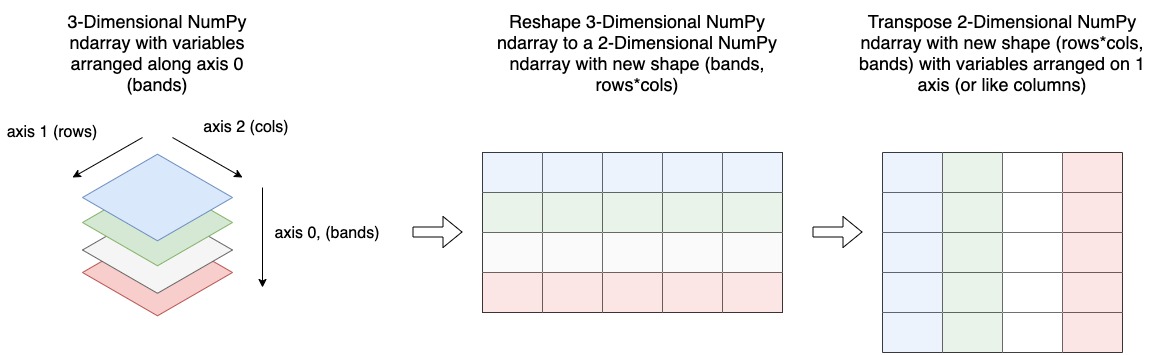 3-Dimensional NumPy
ndarray with variables
arranged along axis 0
(bands)
axis 1 (rows)
axis 2 (cols)
axis 0, (bands)
Reshape 3-Dimensional NumPy
ndarray to a 2-Dimensional NumPy
ndarray with new shape (bands,
rows*cols)
Transpose 2-Dimensional NumPy
ndarray with new shape (rows*cols,
bands) with variables arranged on 1
axis (or like columns)